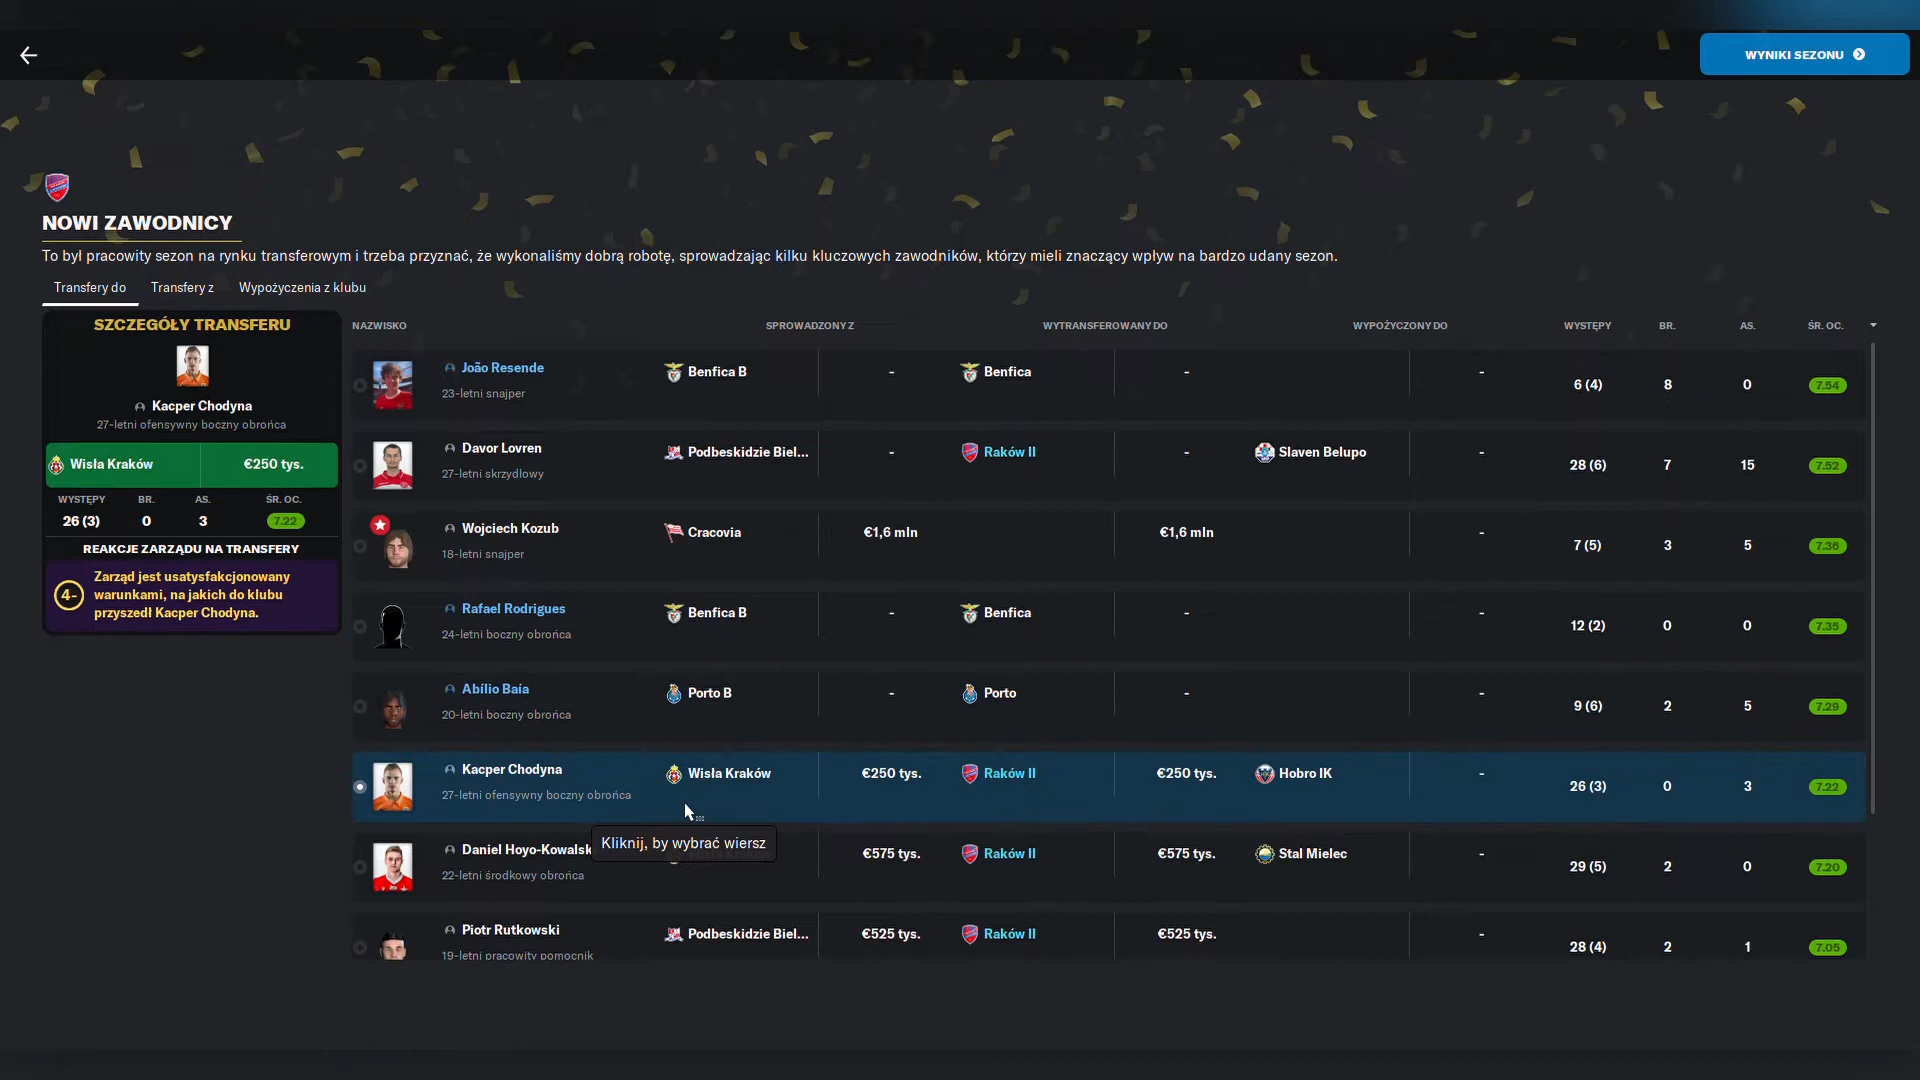 WYNIKI SEZONU
NOWI ZAWODNICY
To był pracowity sezon na rynku transferowym i trzeba przyznać, że wykonaliśmy dobrą robotę, sprowadzając kilku kluczowych zawodników, którzy mieli znaczący wpływ na bardzo udany sezon.
Transfery do Transfery z Wypożyczenia z klubu
SZCZEGÓŁY TRANSFERU
Kacper Chodyna
27-letni ofensywny boczny obrońca
Wisła Kraków €250 tys.
WYSTĘPY BR. AS. ŚR. OC.
26 (3) 0 3 7.22
REAKCJE ZARZĄDU NA TRANSFERY
4-
Zarząd jest usatysfakcjonowany
warunkami, na jakich do klubu
przyszedł Kacper Chodyna.
NAZWISKO SPROWADZONY Z WYTRANSFEROWANY DO WYPOŻYCZONY DO WYSTĘPY BR. AS. ŚR. OC.
João Resende Benfica B - Benfica - - 6 (4) 8 0 7.54
23-letni snajper
Davor Lovren Podbeskidzie Biel... - Raków II - Slaven Belupo - 28 (6) 7 15 7.52
27-letni skrzydłowy
Wojciech Kozub Cracovia €1,6 mln €1,6 mln - 7 (5) 3 5 7.36
18-letni snajper
Rafael Rodrigues Benfica B - Benfica - - 12 (2) 0 0 7.35
24-letni boczny obrońca
Abílio Baía Porto B - Porto - - 9 (6) 2 5 7.29
20-letni boczny obrońca
Kacper Chodyna Wisła Kraków €250 tys. Raków II €250 tys. Hobro IK - 26 (3) 0 3 7.22
27-letni ofensywny boczny obrońca
Kliknij, by wybrać wiersz
Daniel Hoyo-Kowalsk €575 tys. Raków II €575 tys. Stal Mielec - 29 (5) 2 0 7.20
22-letni środkowy obrońca
Piotr Rutkowski Podbeskidzie Biel... €525 tys. Raków II €525 tys. - 28 (4) 2 1 7.05
19-letni pracowity pomocnik